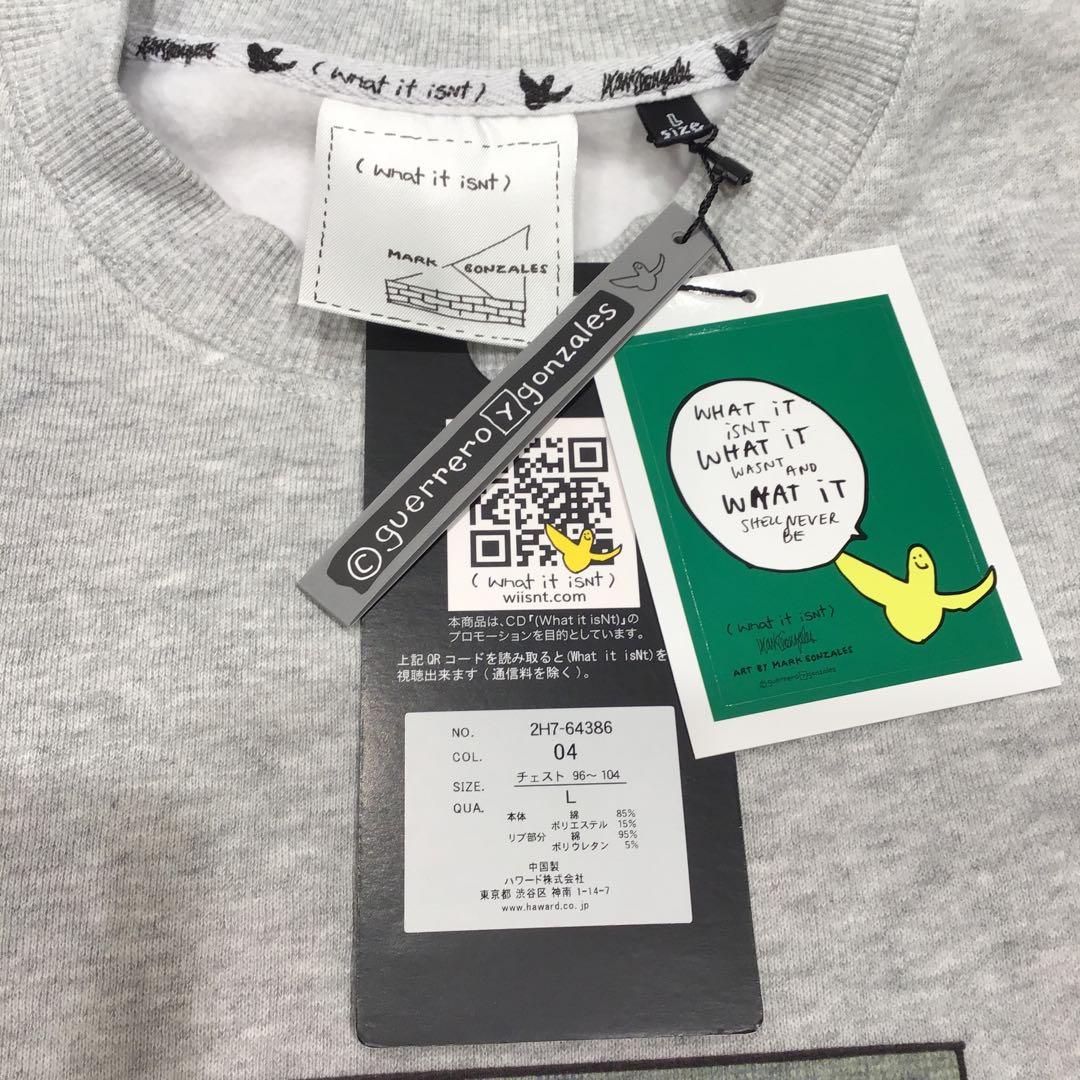 Mark Gonzales
(What it isNt)
Mark Gonzales
L
size
(What it isNt)
MARK GONZALES
©guerrero Y gonzales
WHAT iT
iSNT
WHAT iT
WASNT AND
WHAT iT
SHELL NEVER
BE
(What it isNt)
Mark Gonzales
ART BY MARK GONZALES
©guerrero Y gonzales
(What it isNt)
wiisnt.com
本商品は、CD「(What it isNt)」の
プロモーションを目的としています。
上記QRコードを読み取ると(What it isNt)を
視聴出来ます(通信料を除く)。
NO. 2H7-64386
COL. 04
SIZE. チェスト 96〜104
L
QUA.
本体 綿 85%
ポリエステル 15%
リブ部分 綿 95%
ポリウレタン 5%
中国製
ハワード株式会社
東京都 渋谷区 神南 1-14-7
www.haward.co.jp